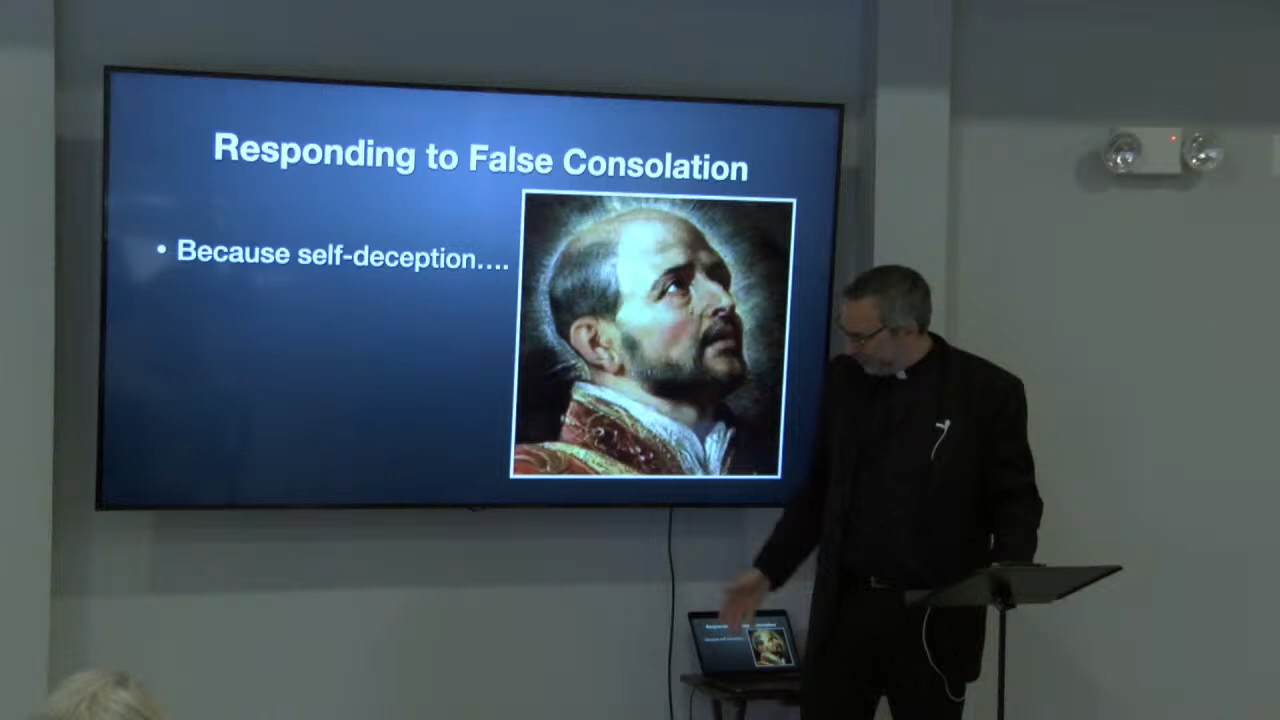 Responding to False Consolation
• Because self-deception....